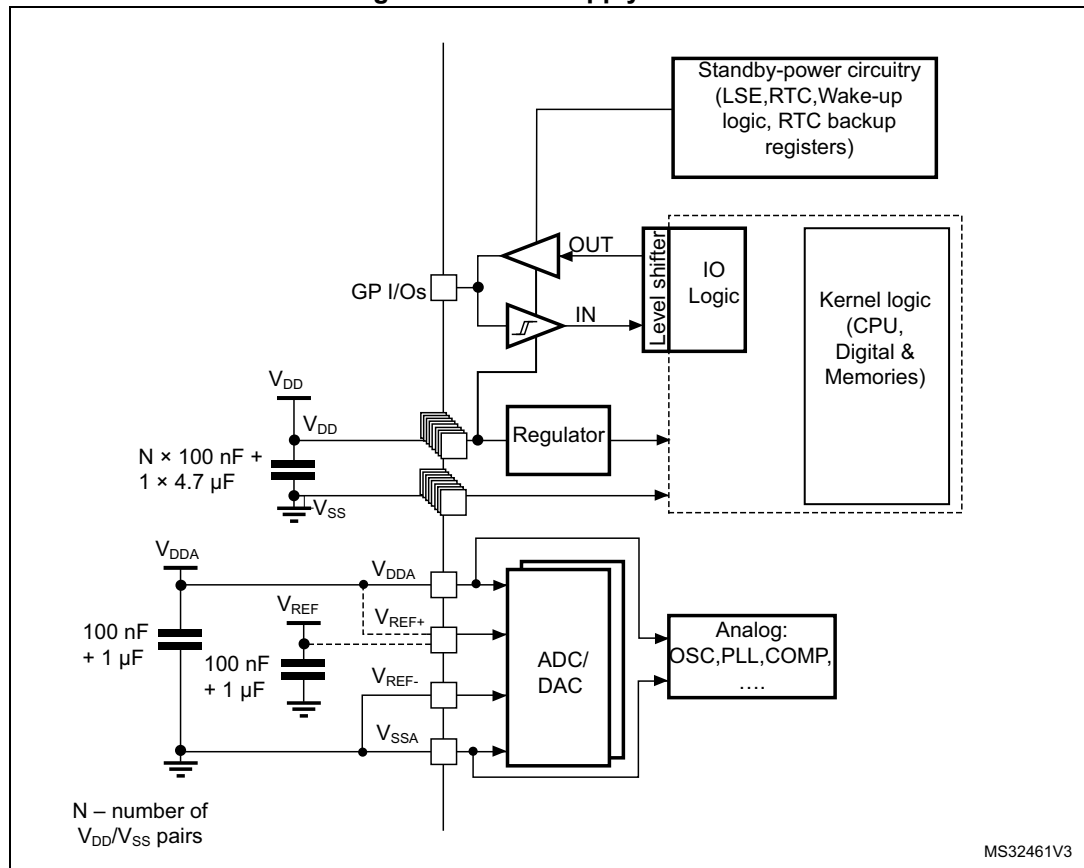 Standby-power circuitry
(LSE,RTC,Wake-up
logic, RTC backup
registers)
OUT
Level shifter
IO
Logic
GP I/Os
IN
Kernel logic
(CPU,
Digital &
Memories)
VDD
VDD
Regulator
N × 100 nF +
1 × 4.7 µF
VSS
VDDA
VDDA
VREF
VREF+
100 nF
+ 1 µF
100 nF
+ 1 µF
VREF-
ADC/
DAC
Analog:
OSC,PLL,COMP,
....
VSSA
N – number of
VDD/VSS pairs
MS32461V3